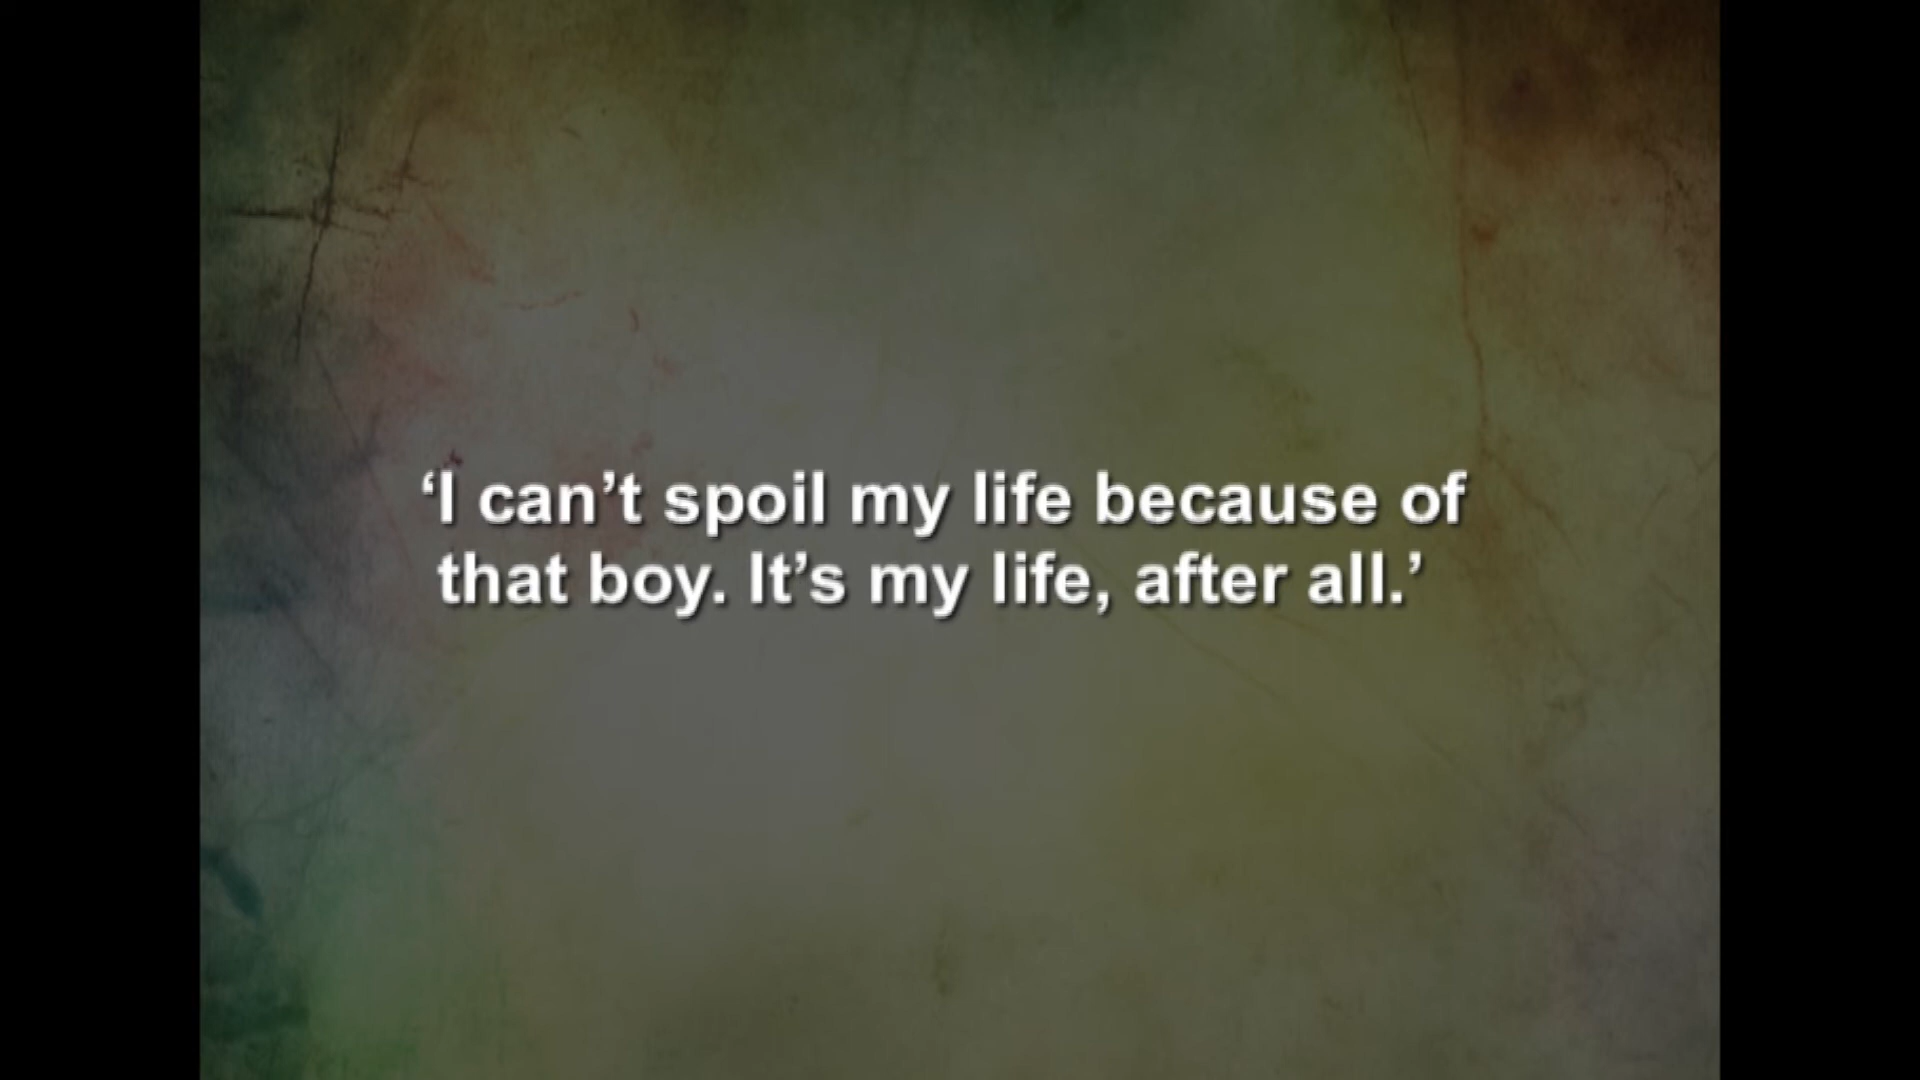 ‘I can’t spoil my life because of
that boy. It’s my life, after all.’